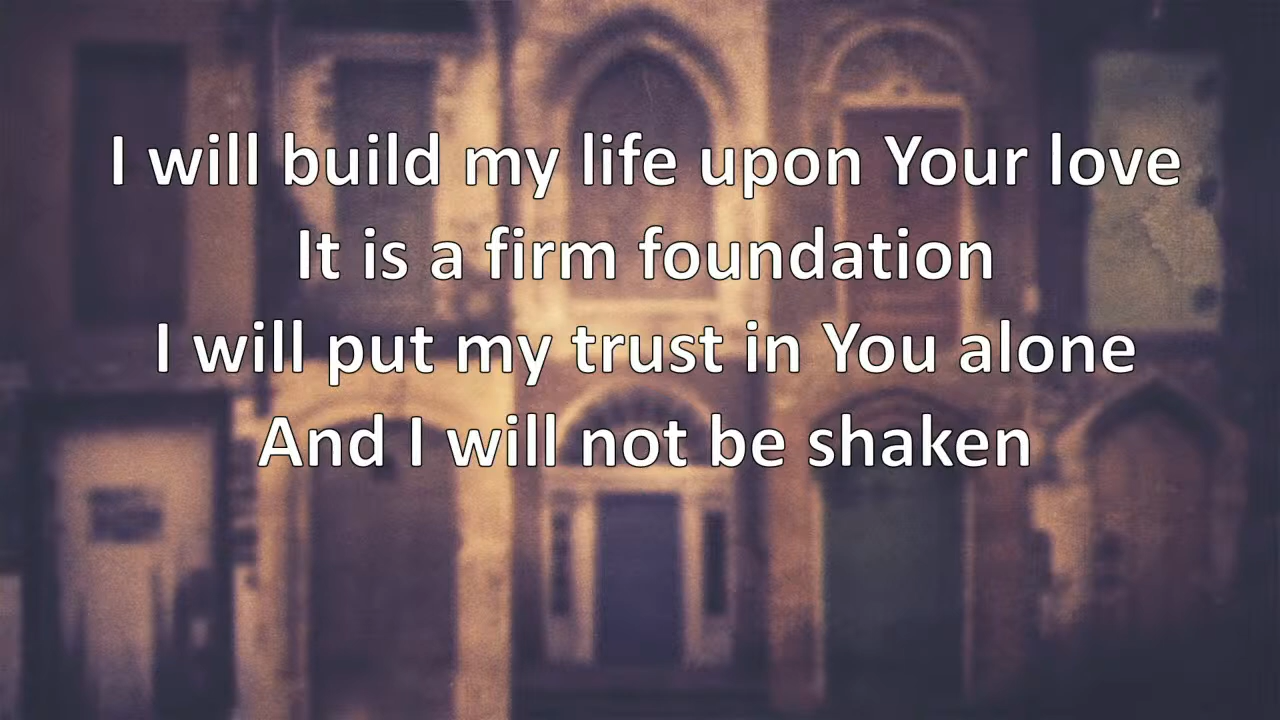 I will build my life upon Your love
It is a firm foundation
I will put my trust in You alone
And I will not be shaken